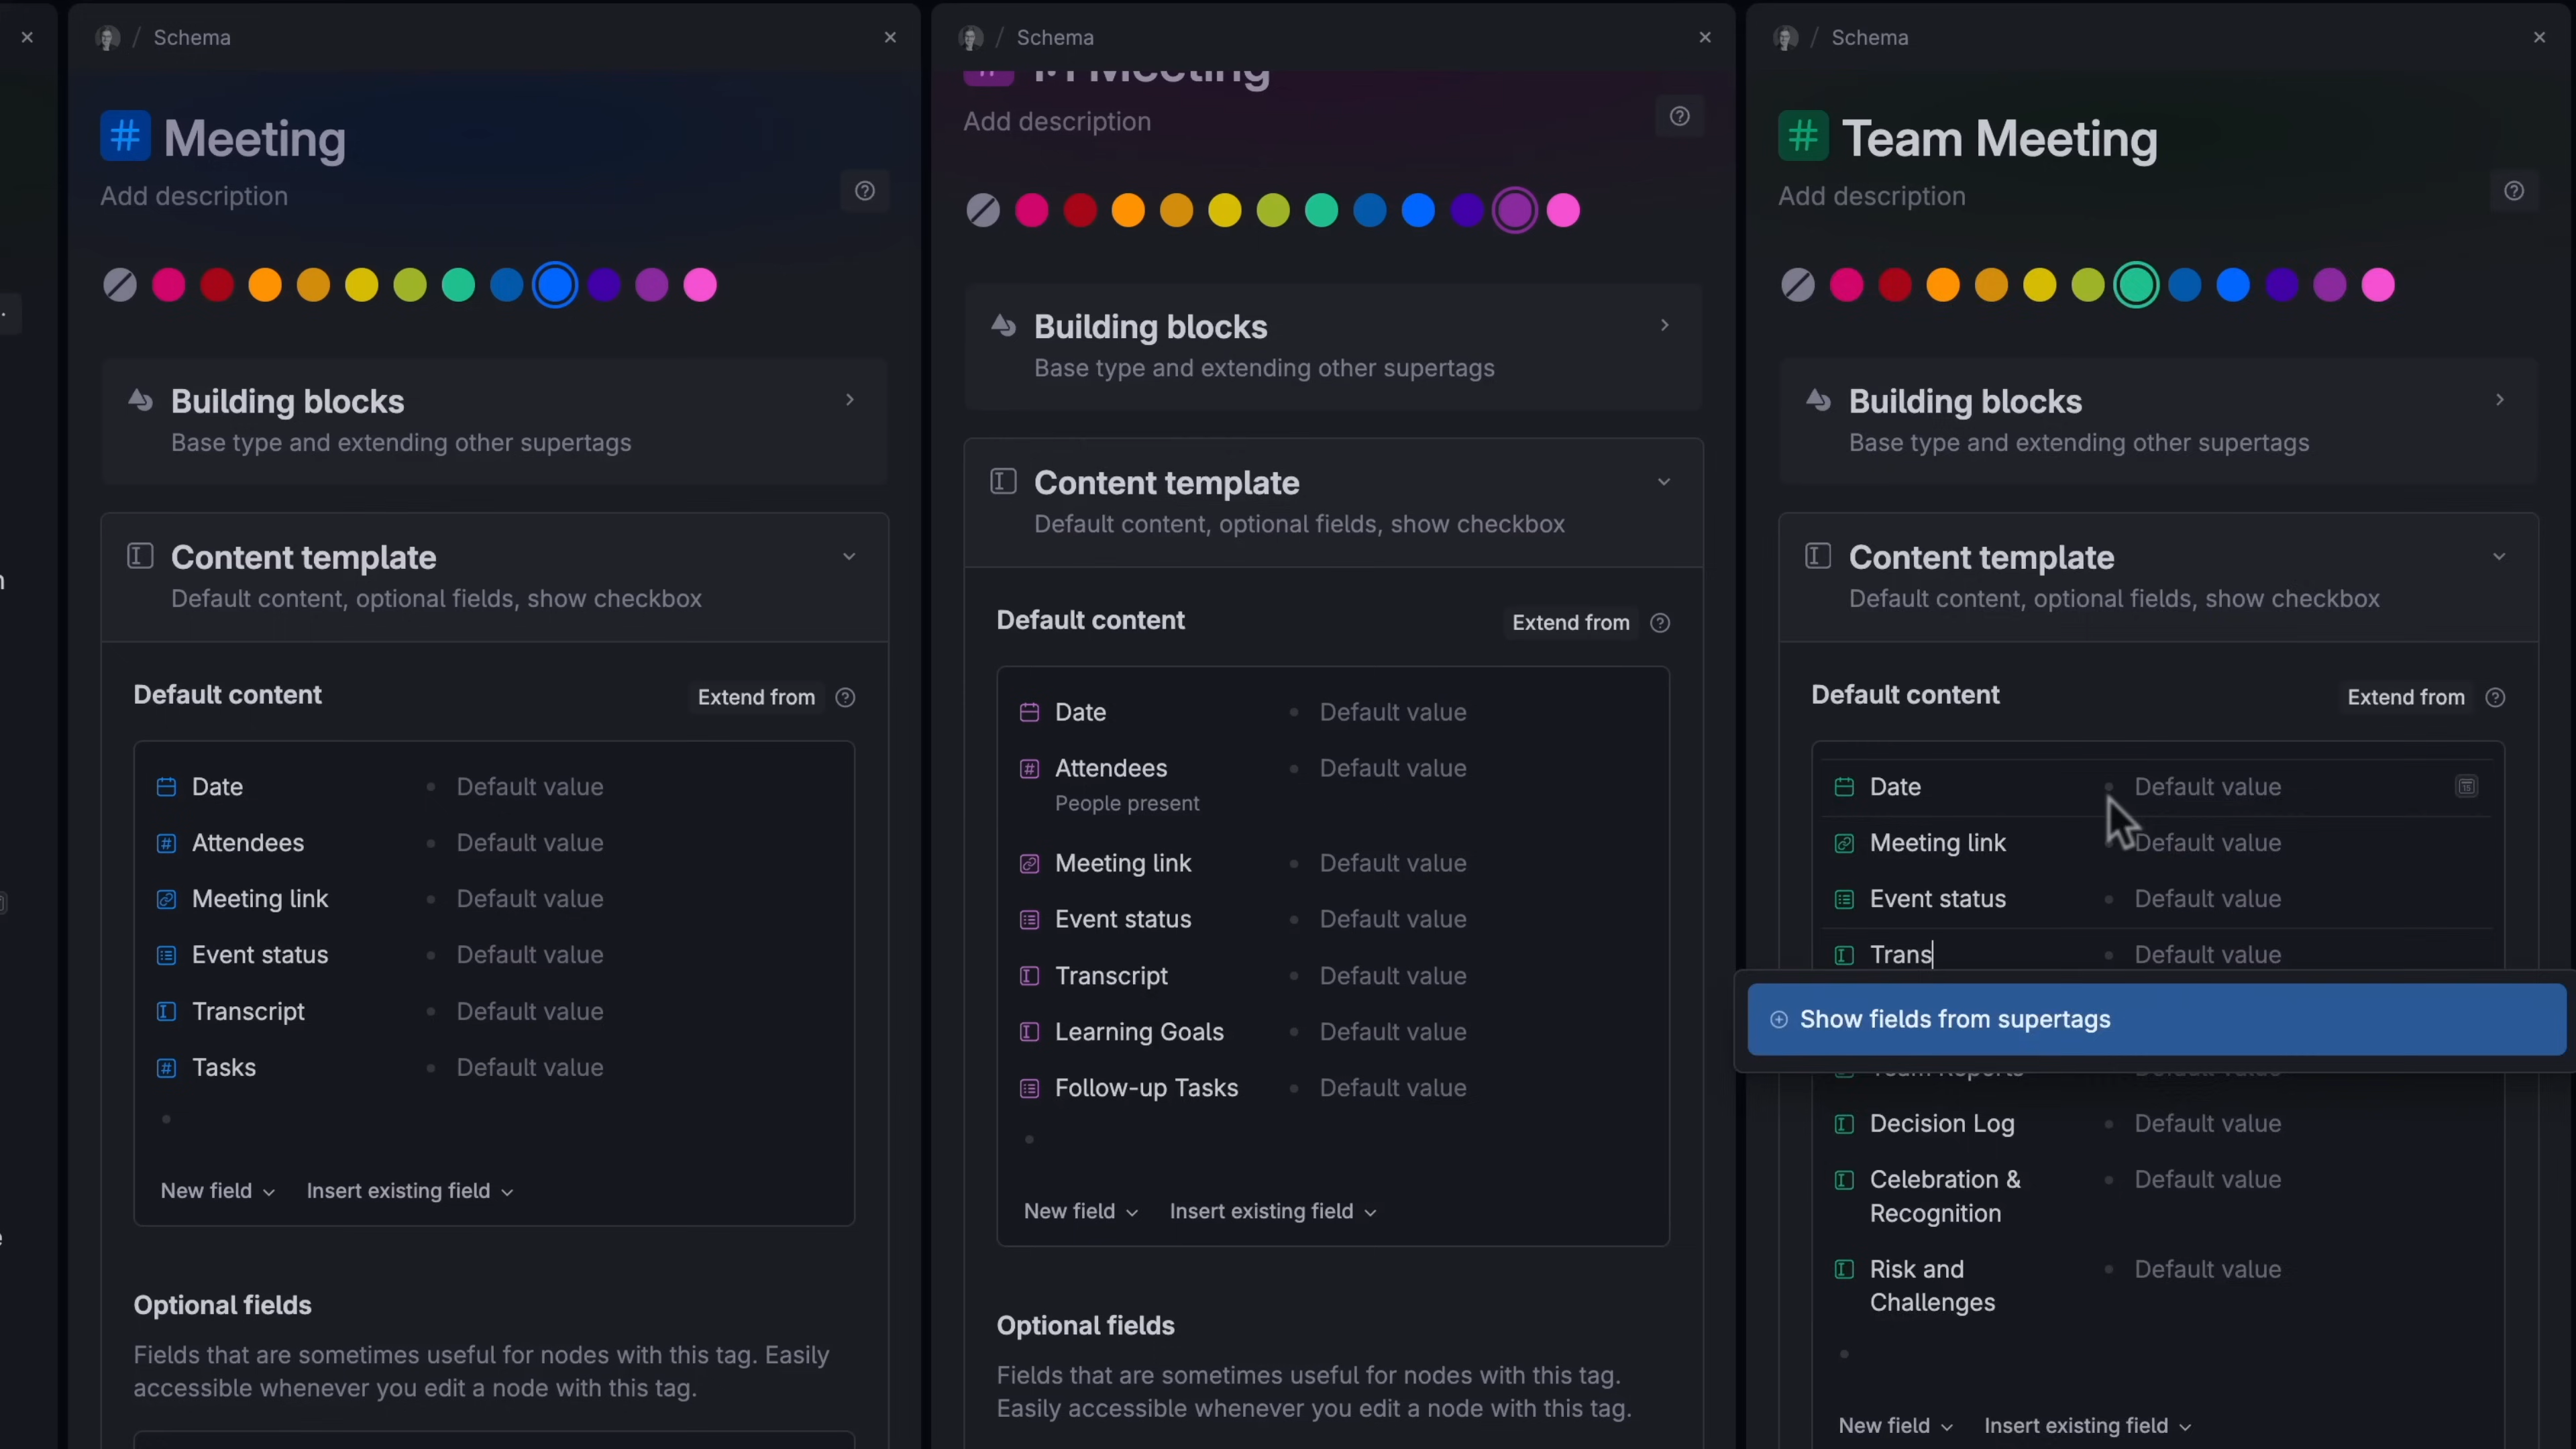 / Schema
Meeting
Add description
Building blocks
Base type and extending other supertags
Content template
Default content, optional fields, show checkbox
Default content
Extend from
Date
Default value
Attendees
Default value
Meeting link
Default value
Event status
Default value
Transcript
Default value
Tasks
Default value
New field
Insert existing field
Optional fields
Fields that are sometimes useful for nodes with this tag. Easily
accessible whenever you edit a node with this tag.
/ Schema
Meeting
Add description
Building blocks
Base type and extending other supertags
Content template
Default content, optional fields, show checkbox
Default content
Extend from
Date
Default value
Attendees
Default value
People present
Meeting link
Default value
Event status
Default value
Transcript
Default value
Learning Goals
Default value
Follow-up Tasks
Default value
New field
Insert existing field
Optional fields
Fields that are sometimes useful for nodes with this tag.
Easily accessible whenever you edit a node with this tag.
/ Schema
Team Meeting
Add description
Building blocks
Base type and extending other supertags
Content template
Default content, optional fields, show checkbox
Default content
Extend from
Date
Default value
15
Meeting link
Default value
Event status
Default value
Trans
Default value
Show fields from supertags
Team Reports
Default value
Decision Log
Default value
Celebration &
Recognition
Default value
Risk and
Challenges
Default value
New field
Insert existing field